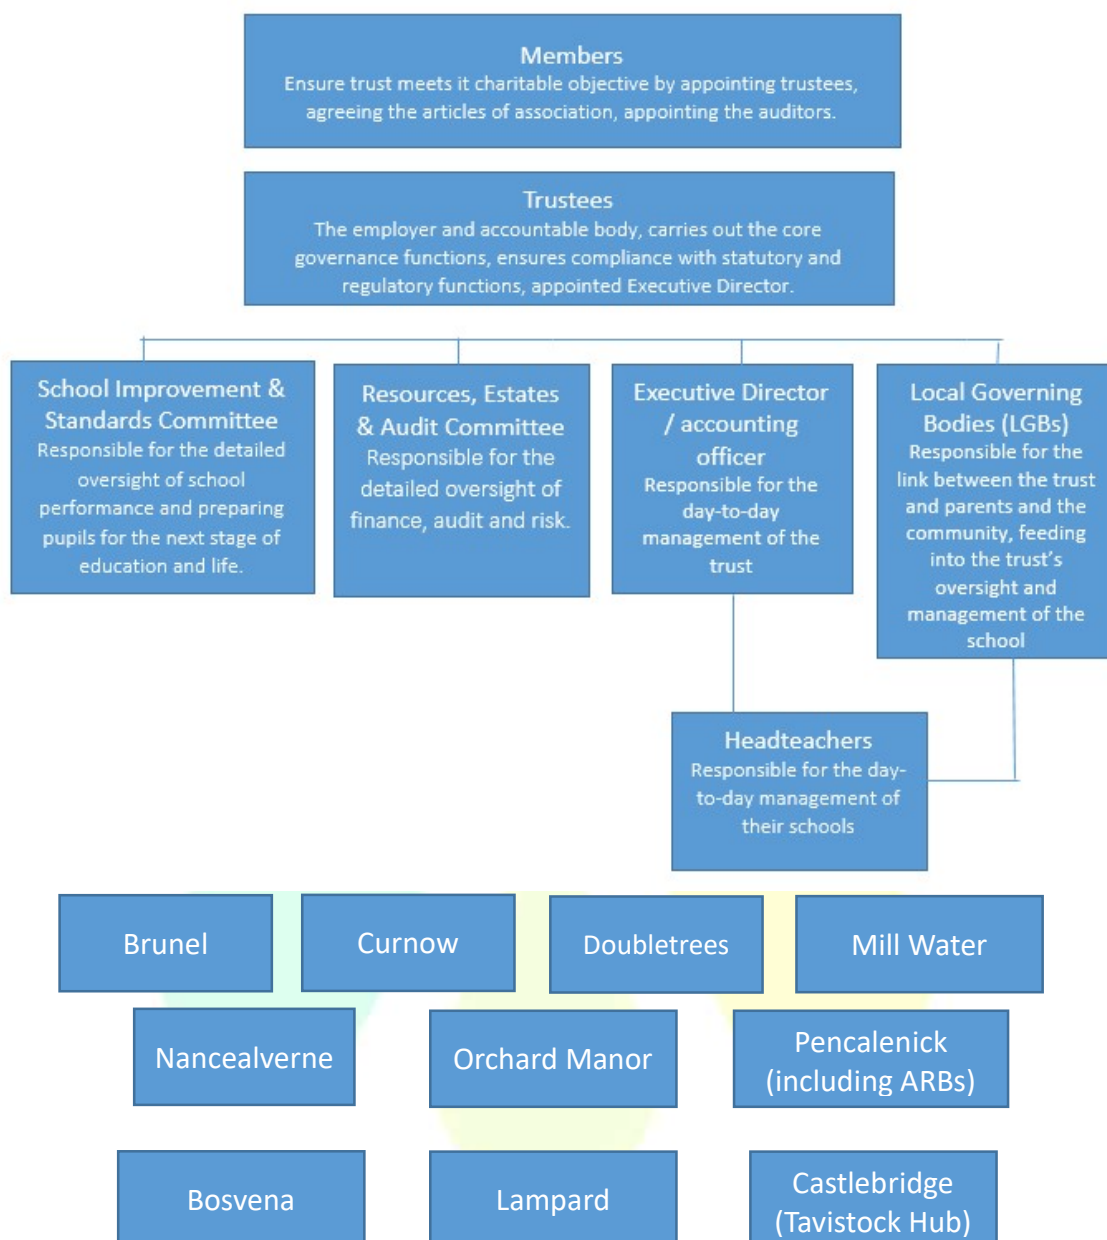 Members
Ensure trust meets it charitable objective by appointing trustees,
agreeing the articles of association, appointing the auditors.
Trustees
The employer and accountable body, carries out the core
governance functions, ensures compliance with statutory and
regulatory functions, appointed Executive Director.
School Improvement &
Standards Committee
Responsible for the detailed
oversight of school
performance and preparing
pupils for the next stage of
education and life.
Resources, Estates
& Audit Committee
Responsible for the
detailed oversight of
finance, audit and risk.
Executive Director
/ accounting
officer
Responsible for the
day-to-day
management of the
trust
Local Governing
Bodies (LGBs)
Responsible for the
link between the trust
and parents and the
community, feeding
into the trust's
oversight and
management of the
school
Headteachers
Responsible for the day-
to-day management of
their schools
Brunel
Curnow
Doubletrees
Mill Water
Nancealverne
Orchard Manor
Pencalenick
(including ARBs)
Bosvena
Lampard
Castlebridge
(Tavistock Hub)